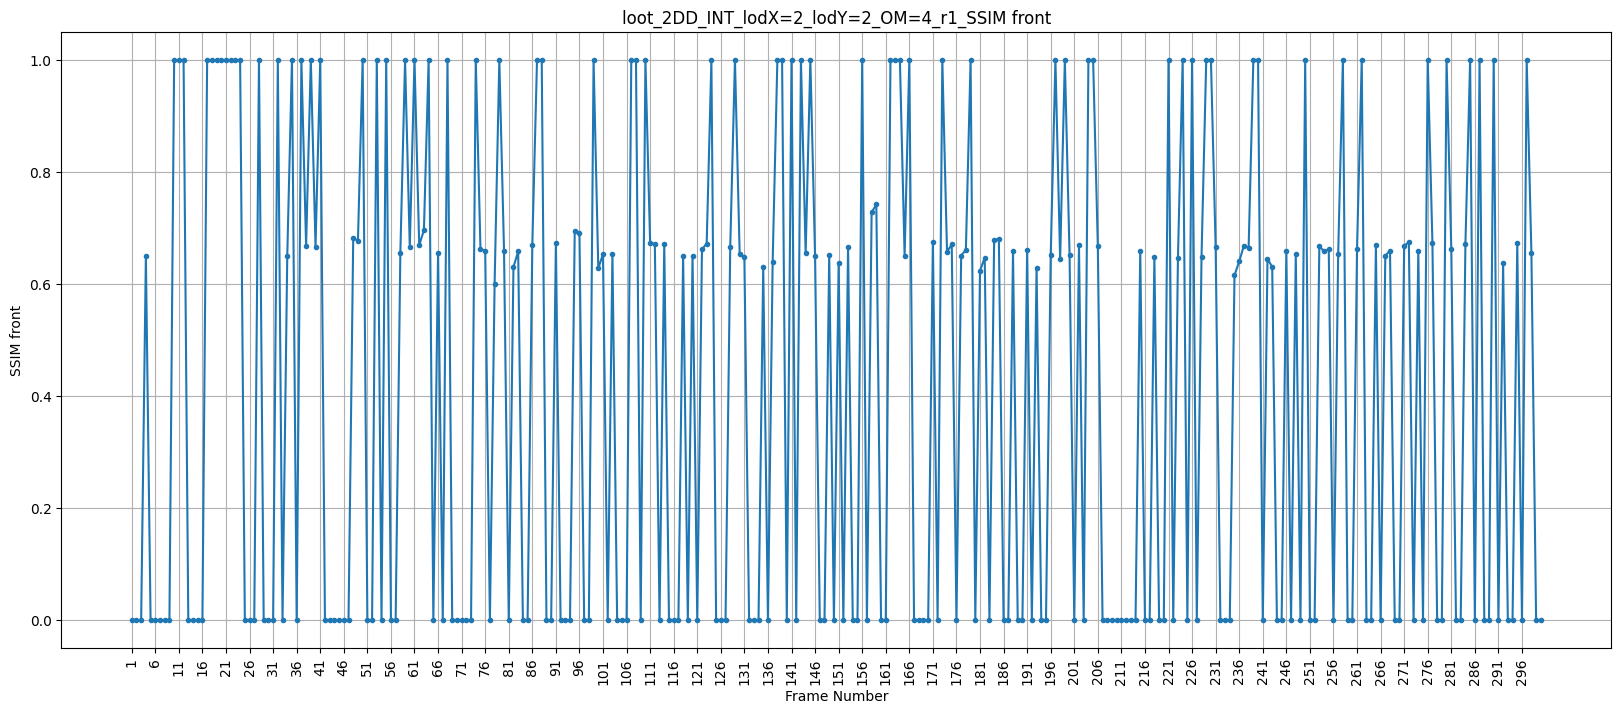 loot_2DD_INT_lodX=2_lodY=2_OM=4_r1_SSIM front
1.0
0.8
0.6
0.4
0.2
0.0
SSIM front
1 6 11 16 21 26 31 36 41 46 51 56 61 66 71 76 81 86 91 96 101 106 111 116 121 126 131 136 141 146 151 156 161 166 171 176 181 186 191 196 201 206 211 216 221 226 231 236 241 246 251 256 261 266 271 276 281 286 291 296
Frame Number